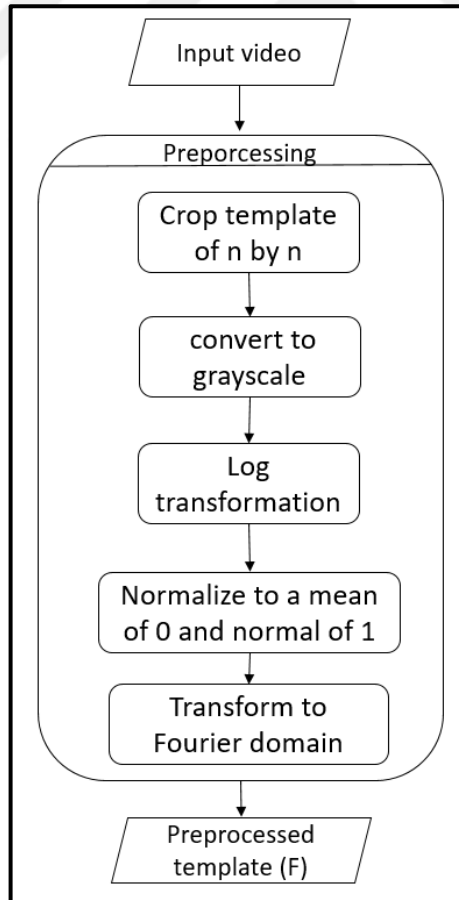 Input video
Preporcessing
Crop template
of n by n
convert to
grayscale
Log
transformation
Normalize to a mean
of 0 and normal of 1
Transform to
Fourier domain
Preprocessed
template (F)